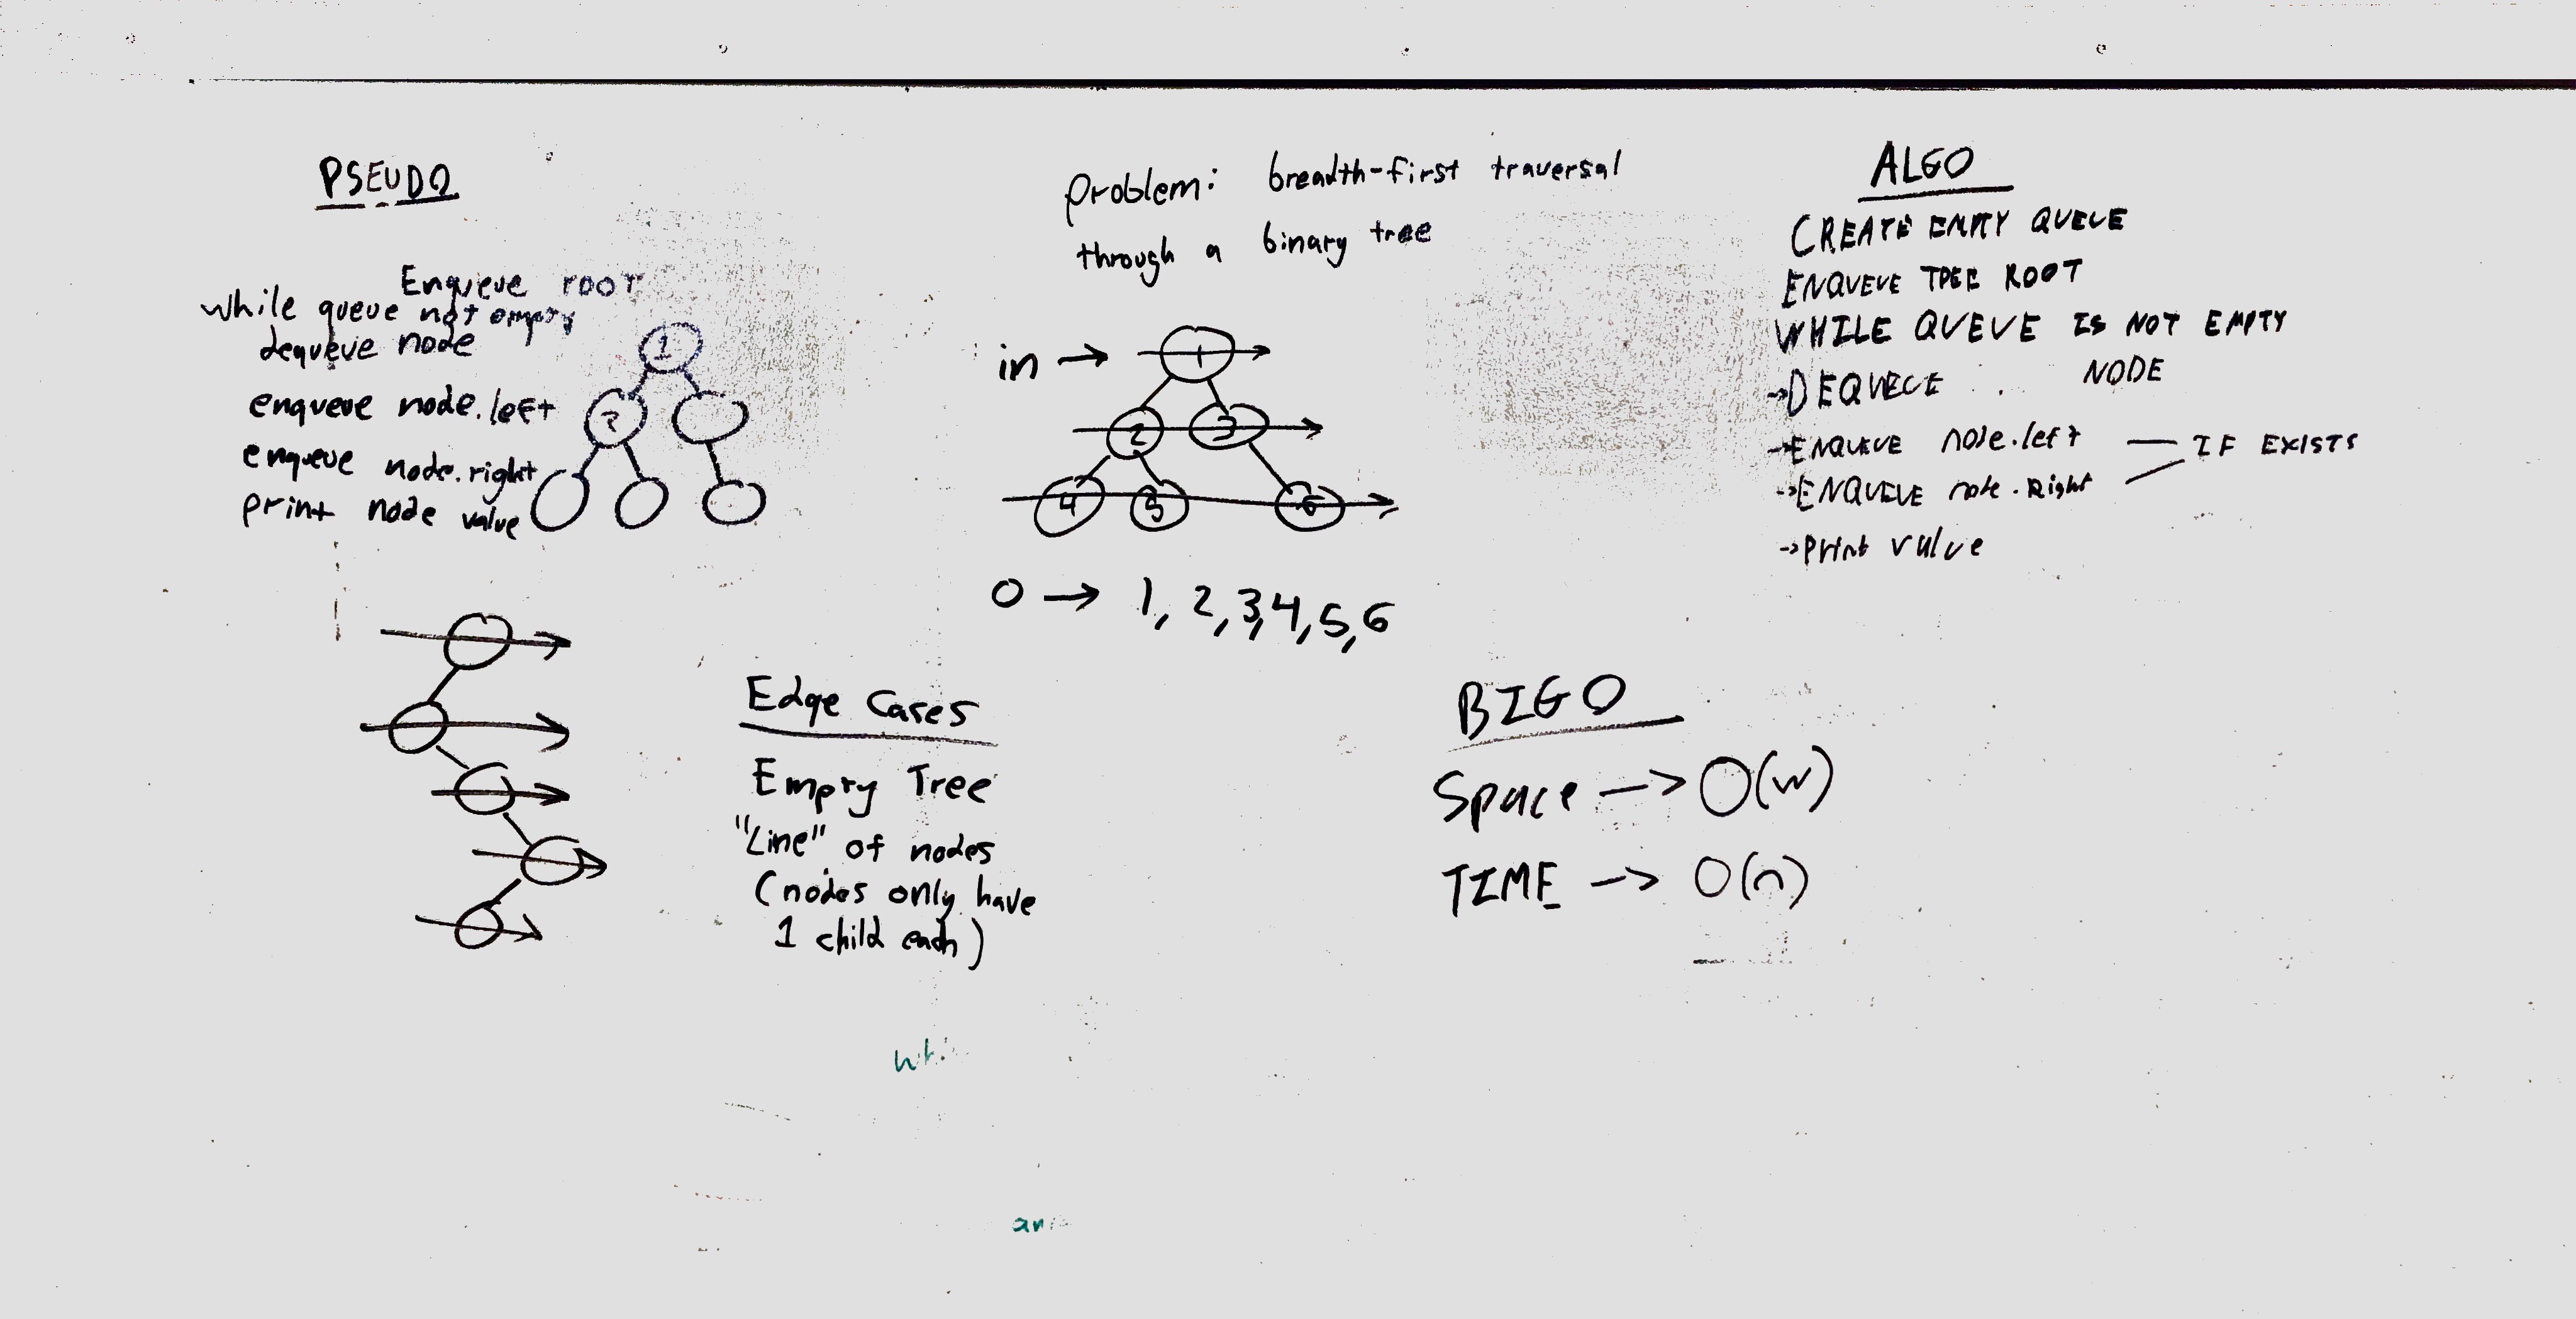 PSEUDO
Enqueue root
while queue not empty
dequeue node
enqueue node.left
enqueue node.right
print node value
1
2
problem: breadth-first traversal
through a binary tree
in → 1
2 3
4 5 6
O → 1, 2, 3, 4, 5, 6
ALGO
CREATE EMPTY QUEUE
ENQUEUE TREE ROOT
WHILE QUEUE IS NOT EMPTY
→ DEQUEUE NODE
→ ENQUEUE node.left — IF EXISTS
→ ENQUEUE node.Right
→ Print value
Edge Cases
Empty Tree
"Line" of nodes
(nodes only have
1 child each)
BIGO
Space —> O(w)
TIME —> O(n)